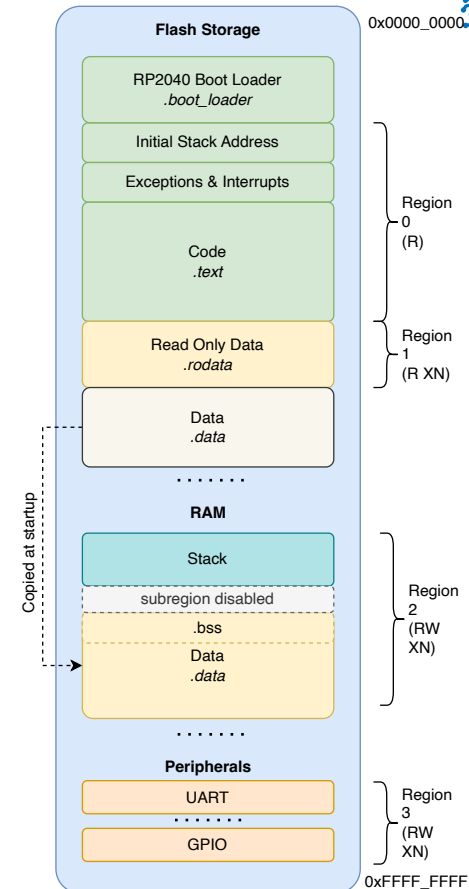 Flash Storage
0x0000_0000
RP2040 Boot Loader
.boot_loader
Initial Stack Address
Exceptions & Interrupts
Code
.text
Region
0
(R)
Read Only Data
.rodata
Region
1
(R XN)
Data
.data
.......
Copied at startup
RAM
Stack
subregion disabled
.bss
Data
.data
Region
2
(RW
XN)
.......
Peripherals
UART
.......
GPIO
Region
3
(RW
XN)
0xFFFF_FFFF